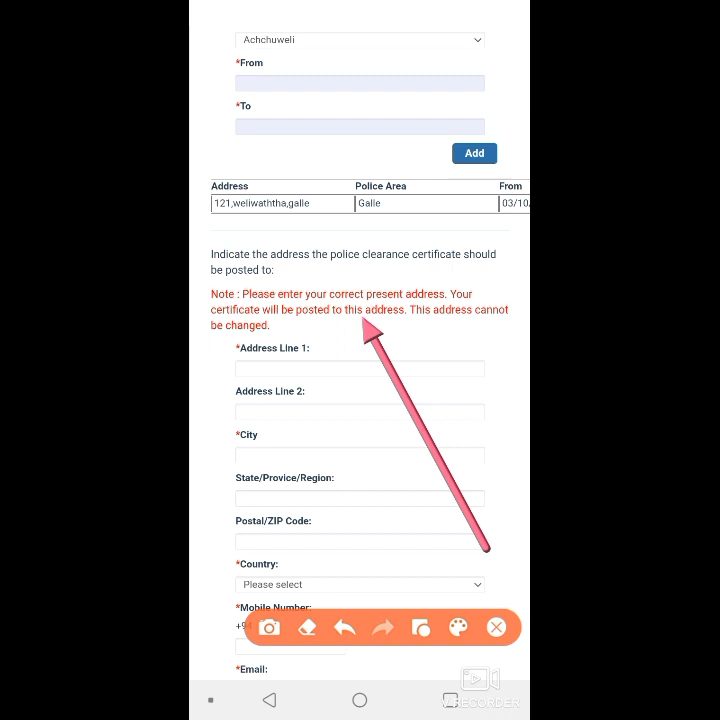 Achchuweli
*From
*To
Add
Address Police Area From
121,weliwaththa,galle Galle 03/10
Indicate the address the police clearance certificate should
be posted to:
Note : Please enter your correct present address. Your
certificate will be posted to this address. This address cannot
be changed.
*Address Line 1:
Address Line 2:
*City
State/Provice/Region:
Postal/ZIP Code:
*Country:
Please select
*Mobile Number:
*Email:
RECORDER